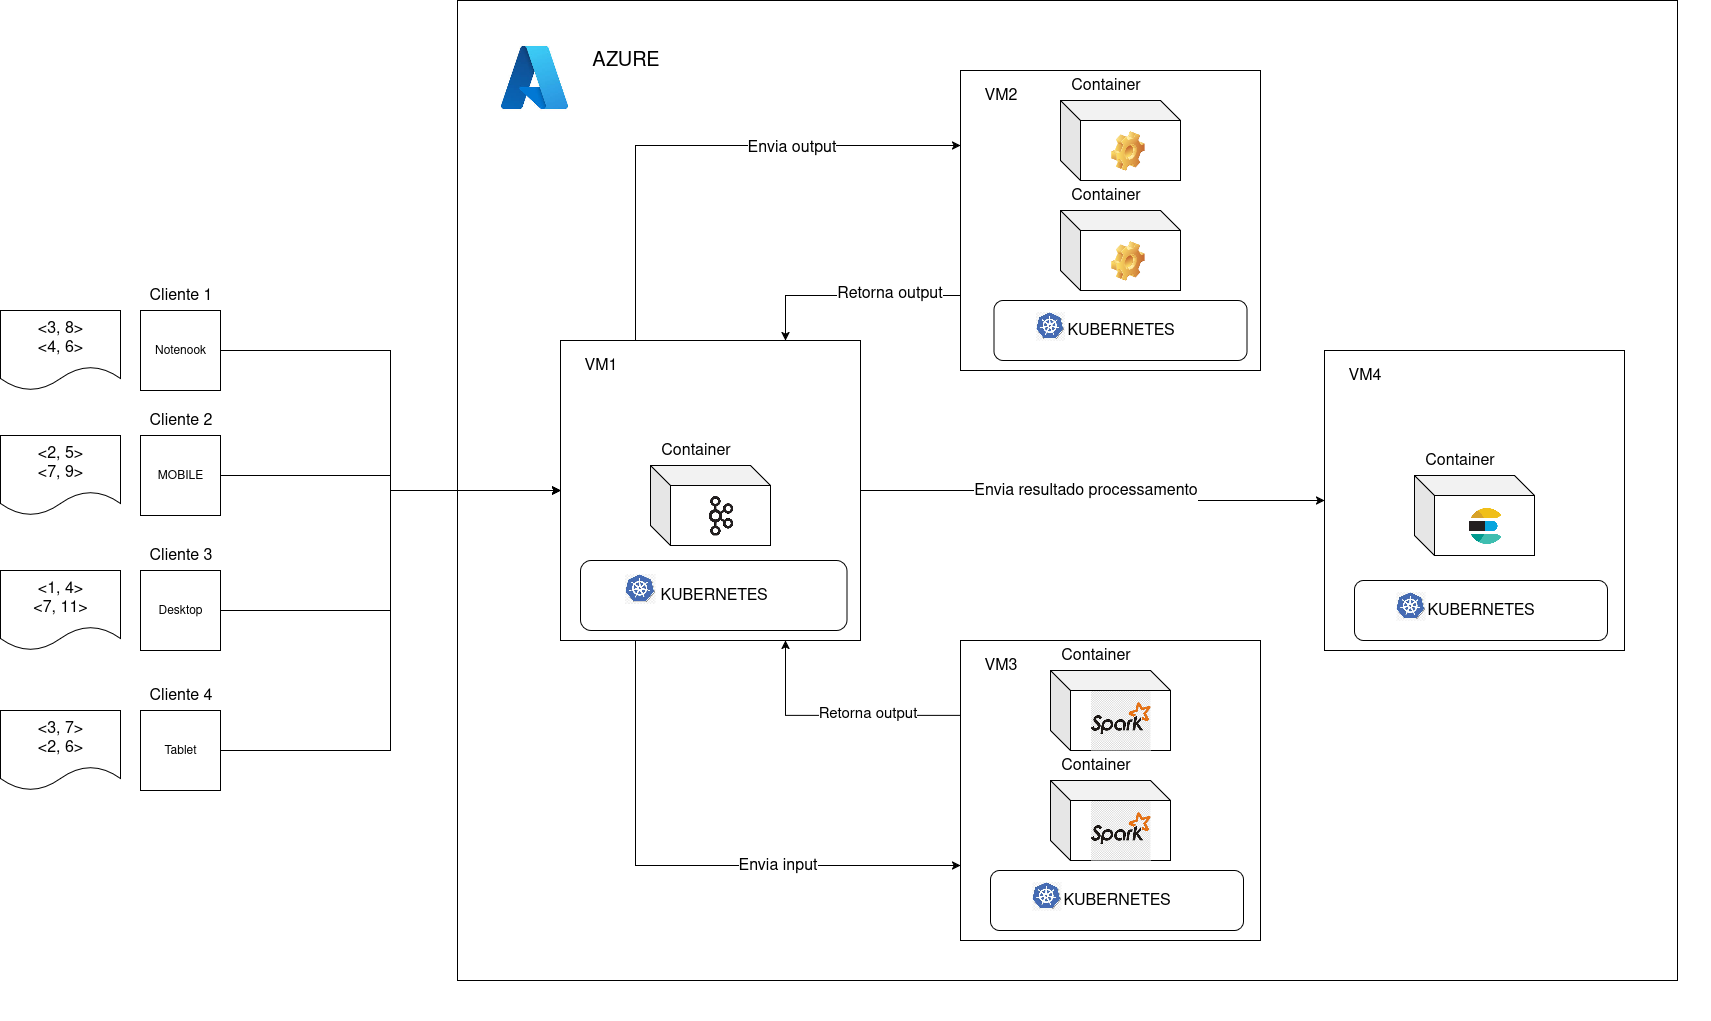 AZURE
VM2
Container
Container
KUBERNETES
Envia output
Retorna output
Cliente 1
<3, 8>
<4, 6>
Notenook
Cliente 2
<2, 5>
<7, 9>
MOBILE
Cliente 3
<1, 4>
<7, 11>
Desktop
Cliente 4
<3, 7>
<2, 6>
Tablet
VM1
Container
KUBERNETES
Envia resultado processamento
VM4
Container
KUBERNETES
Retorna output
Envia input
VM3
Container
Spark
Container
Spark
KUBERNETES